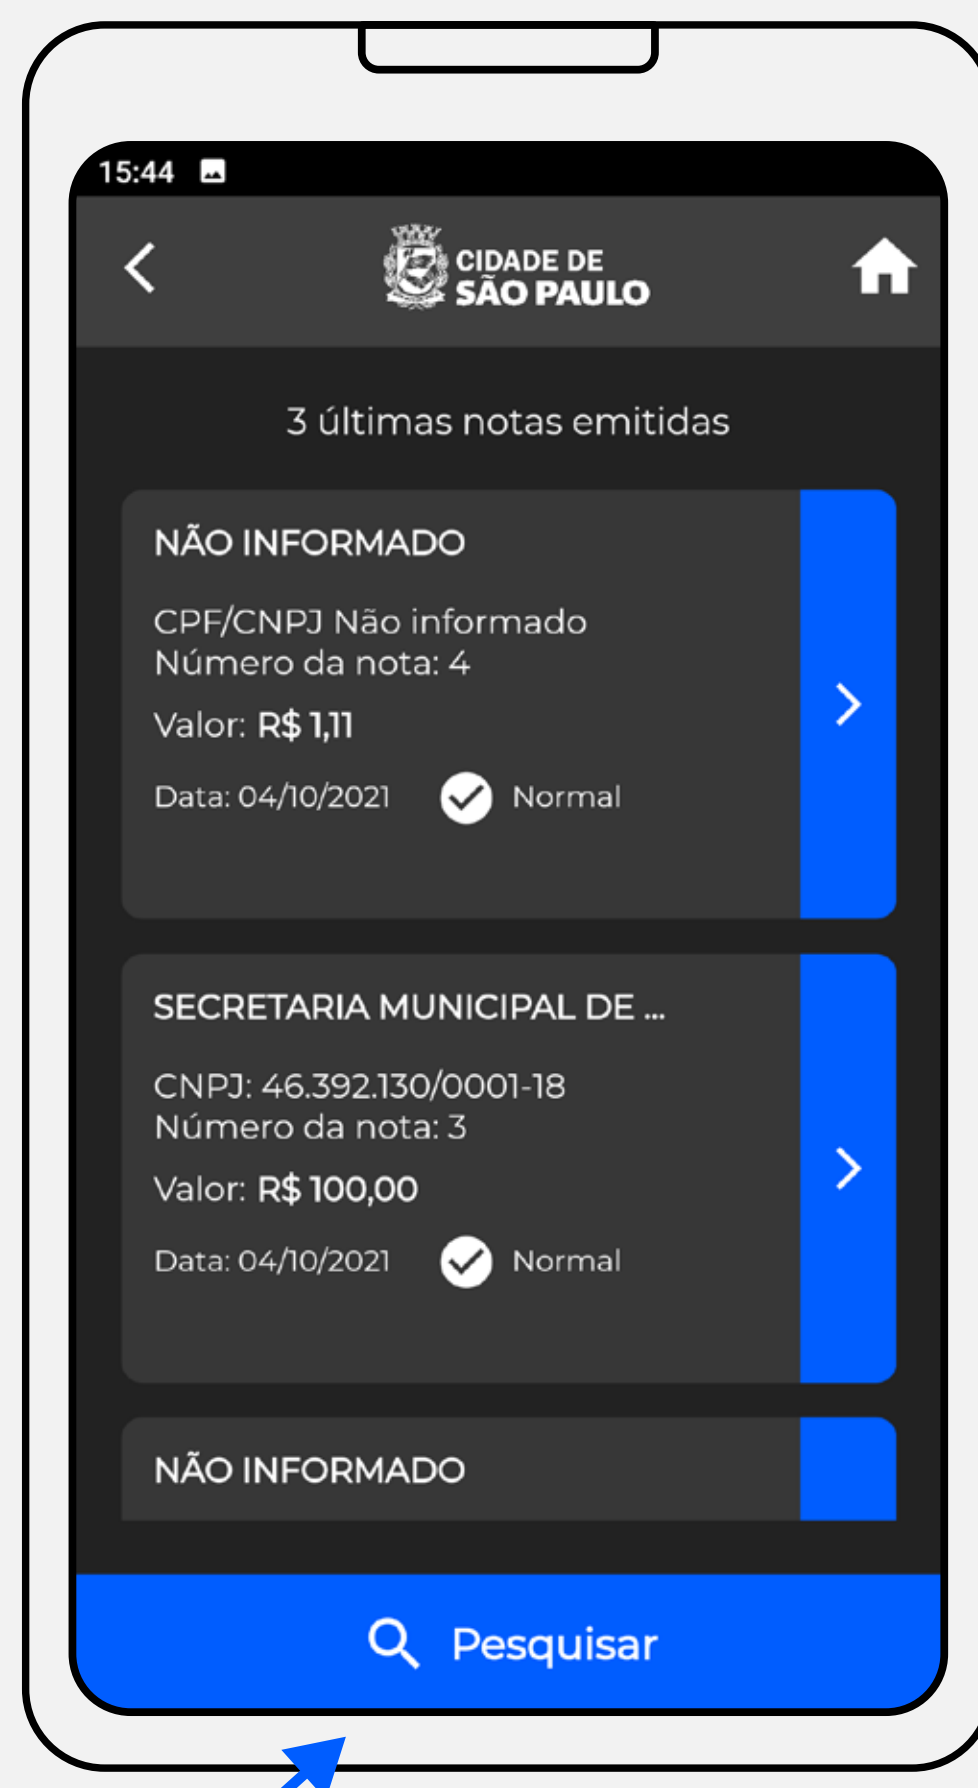 15:44
CIDADE DE
SÃO PAULO
3 últimas notas emitidas
NÃO INFORMADO
CPF/CNPJ Não informado
Número da nota: 4
Valor: R$ 1,11
Data: 04/10/2021 Normal
SECRETARIA MUNICIPAL DE ...
CNPJ: 46.392.130/0001-18
Número da nota: 3
Valor: R$ 100,00
Data: 04/10/2021 Normal
NÃO INFORMADO
Pesquisar